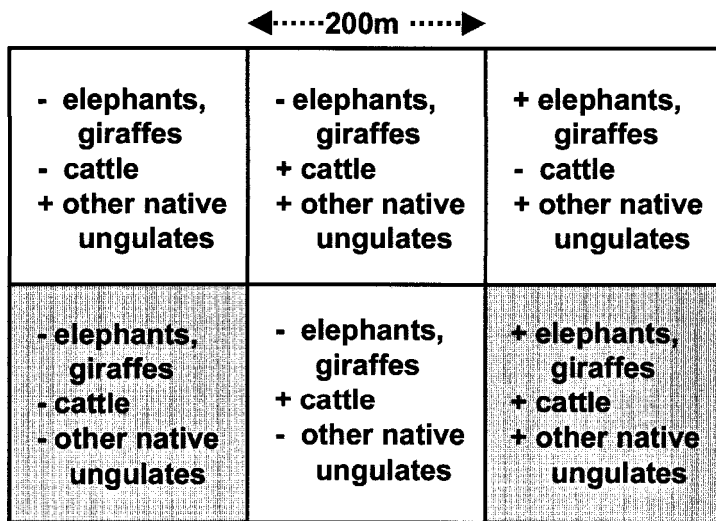 200m
- elephants,
giraffes
- cattle
+ other native
ungulates
- elephants,
giraffes
+ cattle
+ other native
ungulates
+ elephants,
giraffes
- cattle
+ other native
ungulates
- elephants,
giraffes
- cattle
- other native
ungulates
- elephants,
giraffes
+ cattle
- other native
ungulates
+ elephants,
giraffes
+ cattle
+ other native
ungulates